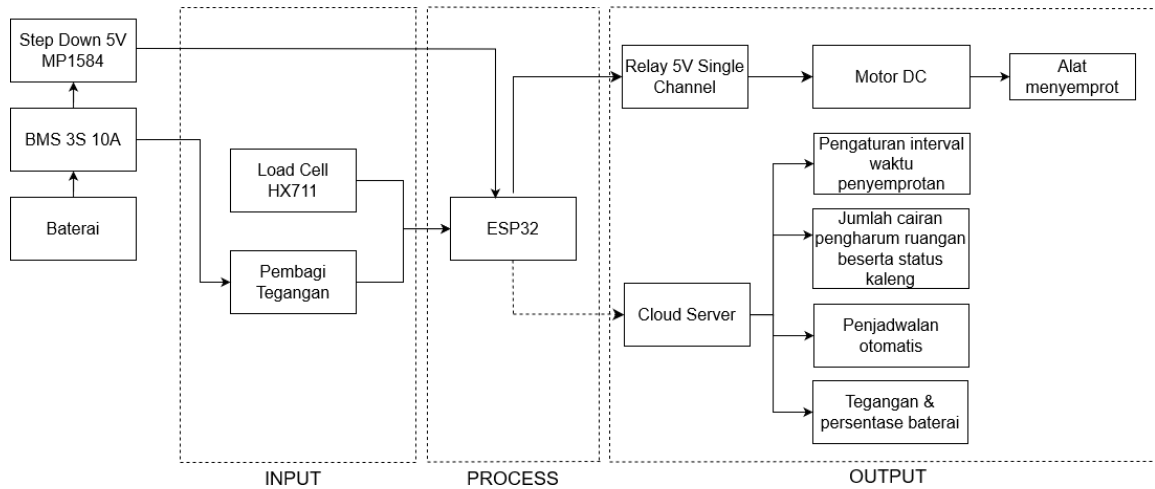 Step Down 5V
MP1584
BMS 3S 10A
Baterai
Load Cell
HX711
Pembagi
Tegangan
INPUT
ESP32
PROCESS
Relay 5V Single
Channel
Motor DC
Alat
menyemprot
Cloud Server
Pengaturan interval
waktu
penyemprotan
Jumlah cairan
pengharum ruangan
beserta status
kaleng
Penjadwalan
otomatis
Tegangan &
persentase baterai
OUTPUT